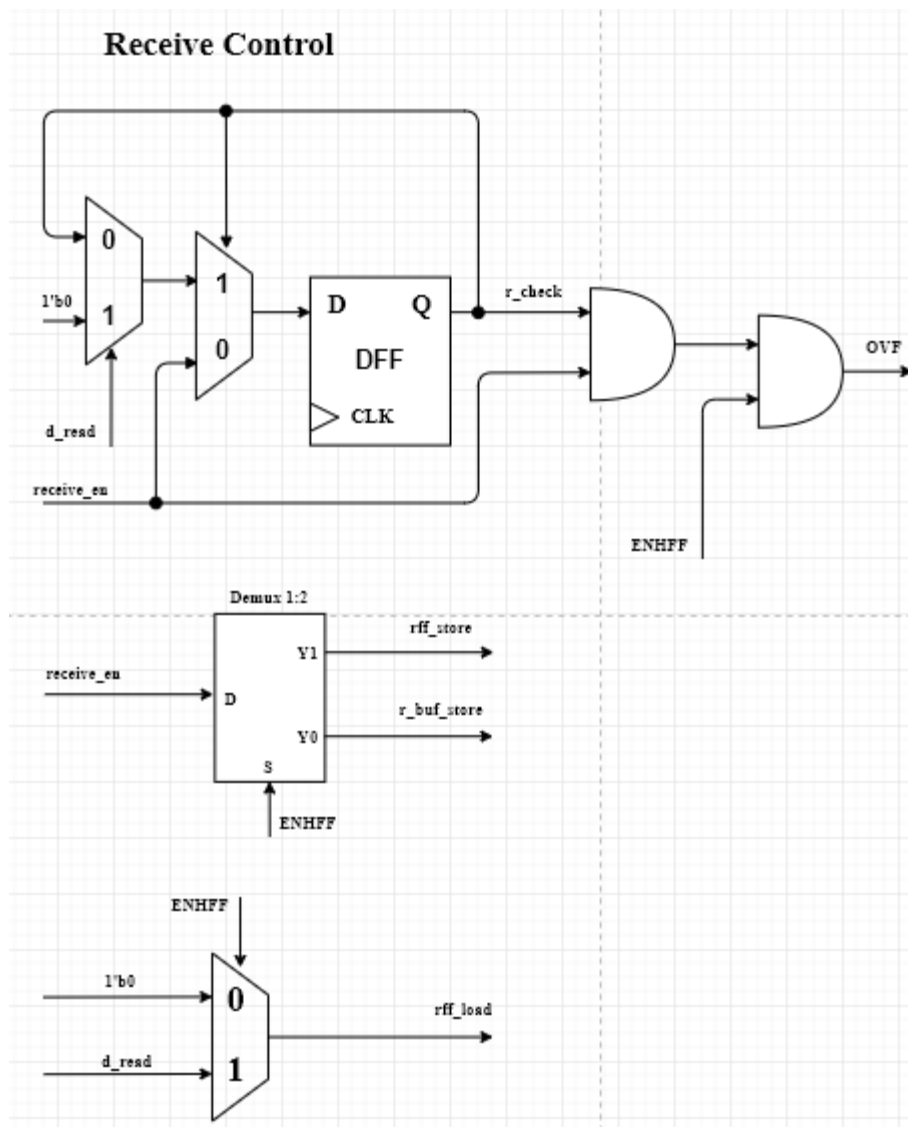 Receive Control
0
1'b0
1
d_read
1
0
receive_en
D
Q
DFF
CLK
r_check
OVF
ENHFF
Demux 1:2
receive_en
D
Y1
Y0
S
rff_store
r_buf_store
ENHFF
ENHFF
1'b0
0
d_read
1
rff_load